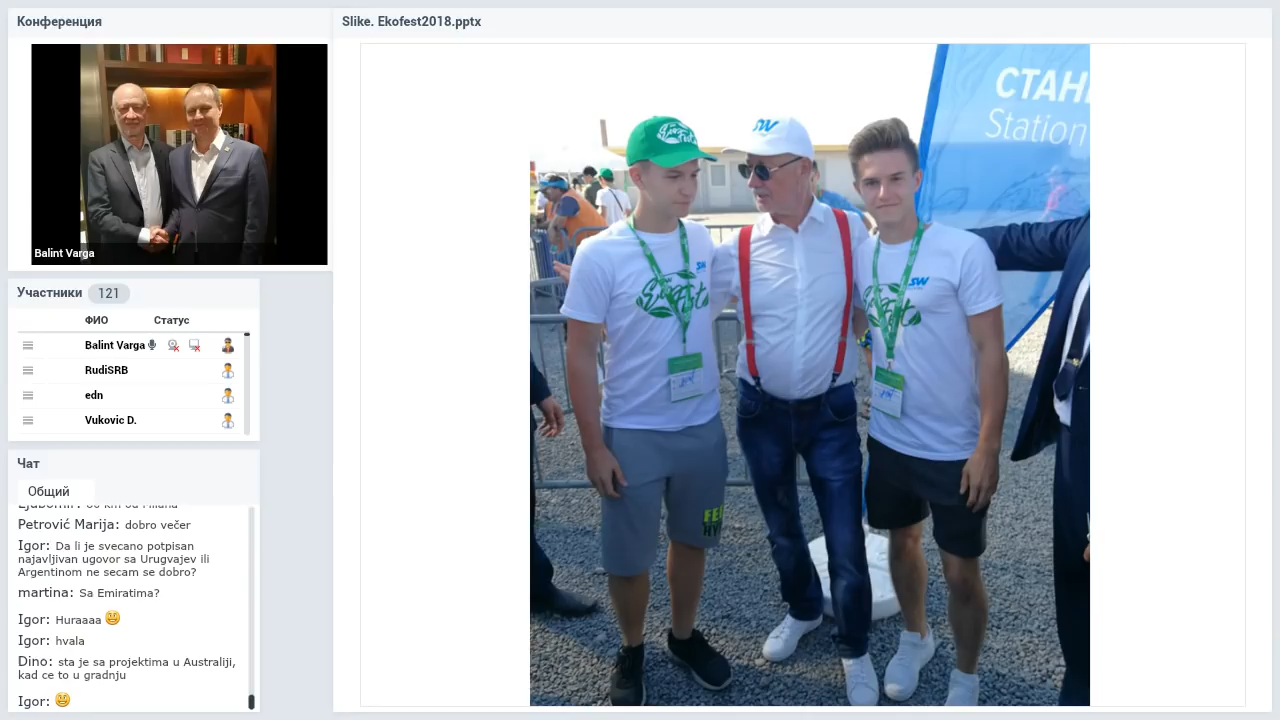 Конференция
Balint Varga
Участники 121
ФИО Статус
Balint Varga
RudiSRB
edn
Vukovic D.
Чат
Общий
Petrović Marija: dobro večer
Igor: Da li je svecano potpisan
najavljivan ugovor sa Urugvajev ili
Argentinom ne secam se dobro?
martina: Sa Emiratima?
Igor: Huraaaa
Igor: hvala
Dino: sta je sa projektima u Australiji,
kad ce to u gradnju
Igor:
Slike. Ekofest2018.pptx
СТАН
Station
SW
SW
SW